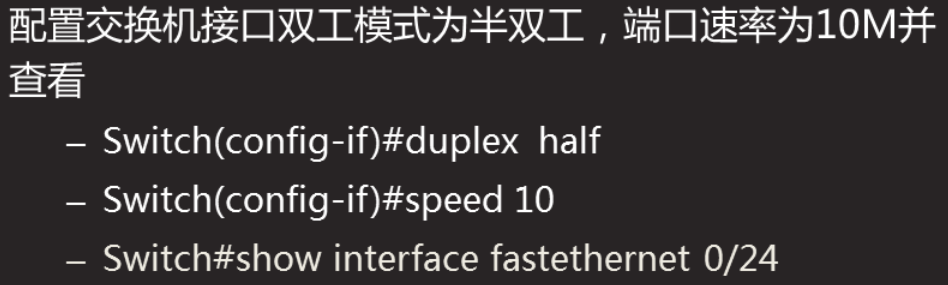 配置交换机接口双工模式为半双工，端口速率为10M并
查看
– Switch(config-if)#duplex  half
– Switch(config-if)#speed 10
– Switch#show interface fastethernet 0/24